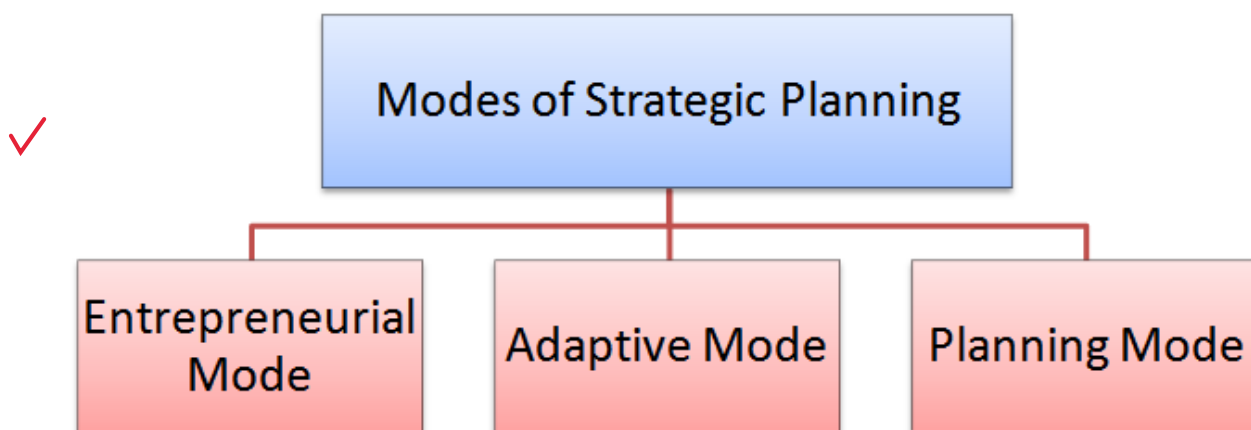 Modes of Strategic Planning
Entrepreneurial
Mode
Adaptive Mode
Planning Mode